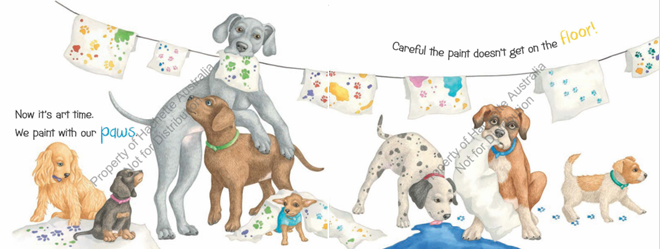 Now it's art time.
We paint with our paws.
Careful the paint doesn't get on the floor!
Property of Hachette Australia
Not for Distribution
Property of Hachette Australia
Not for Distribution